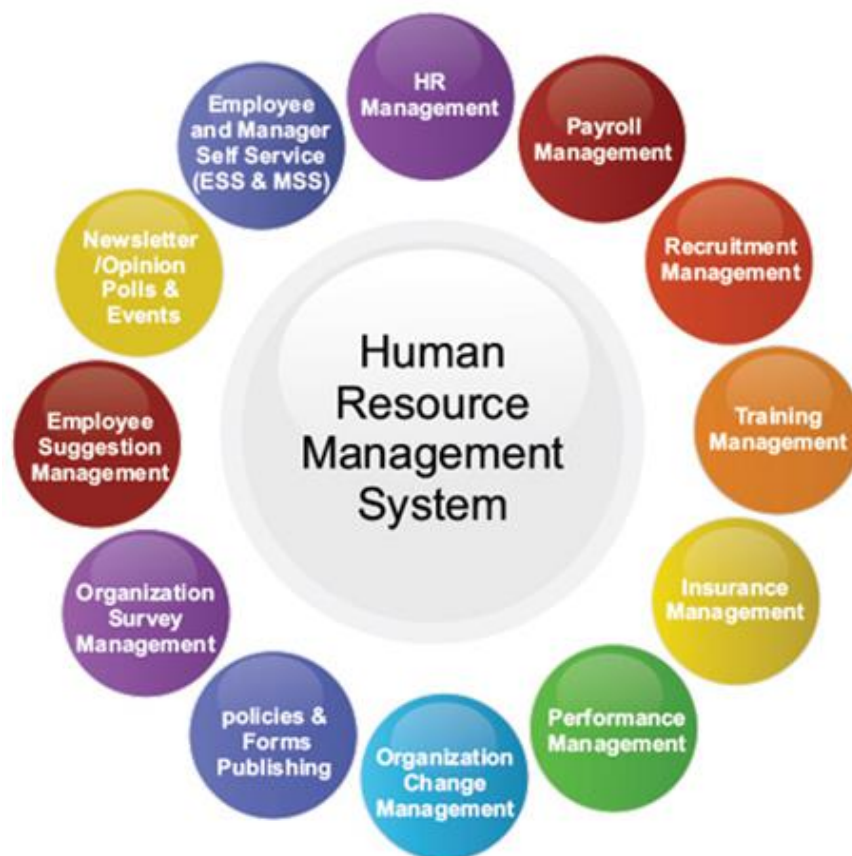 HR
Management
Payroll
Management
Recruitment
Management
Training
Management
Insurance
Management
Performance
Management
Organization
Change
Management
policies &
Forms
Publishing
Organization
Survey
Management
Employee
Suggestion
Management
Newsletter
/Opinion
Polls &
Events
Employee
and Manager
Self Service
(ESS & MSS)
Human
Resource
Management
System